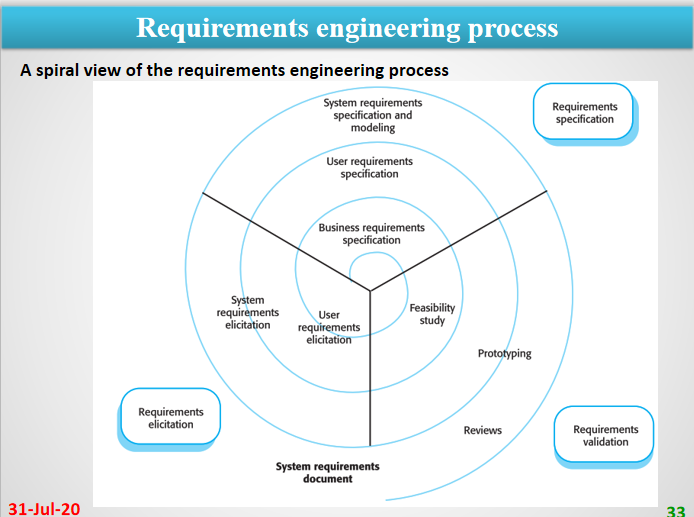 Requirements engineering process
A spiral view of the requirements engineering process
System requirements
specification and
modeling
Requirements
specification
User requirements
specification
Business requirements
specification
System
requirements
elicitation
User
requirements
elicitation
Feasibility
study
Prototyping
Requirements
elicitation
Reviews
Requirements
validation
System requirements
document
31-Jul-20
33